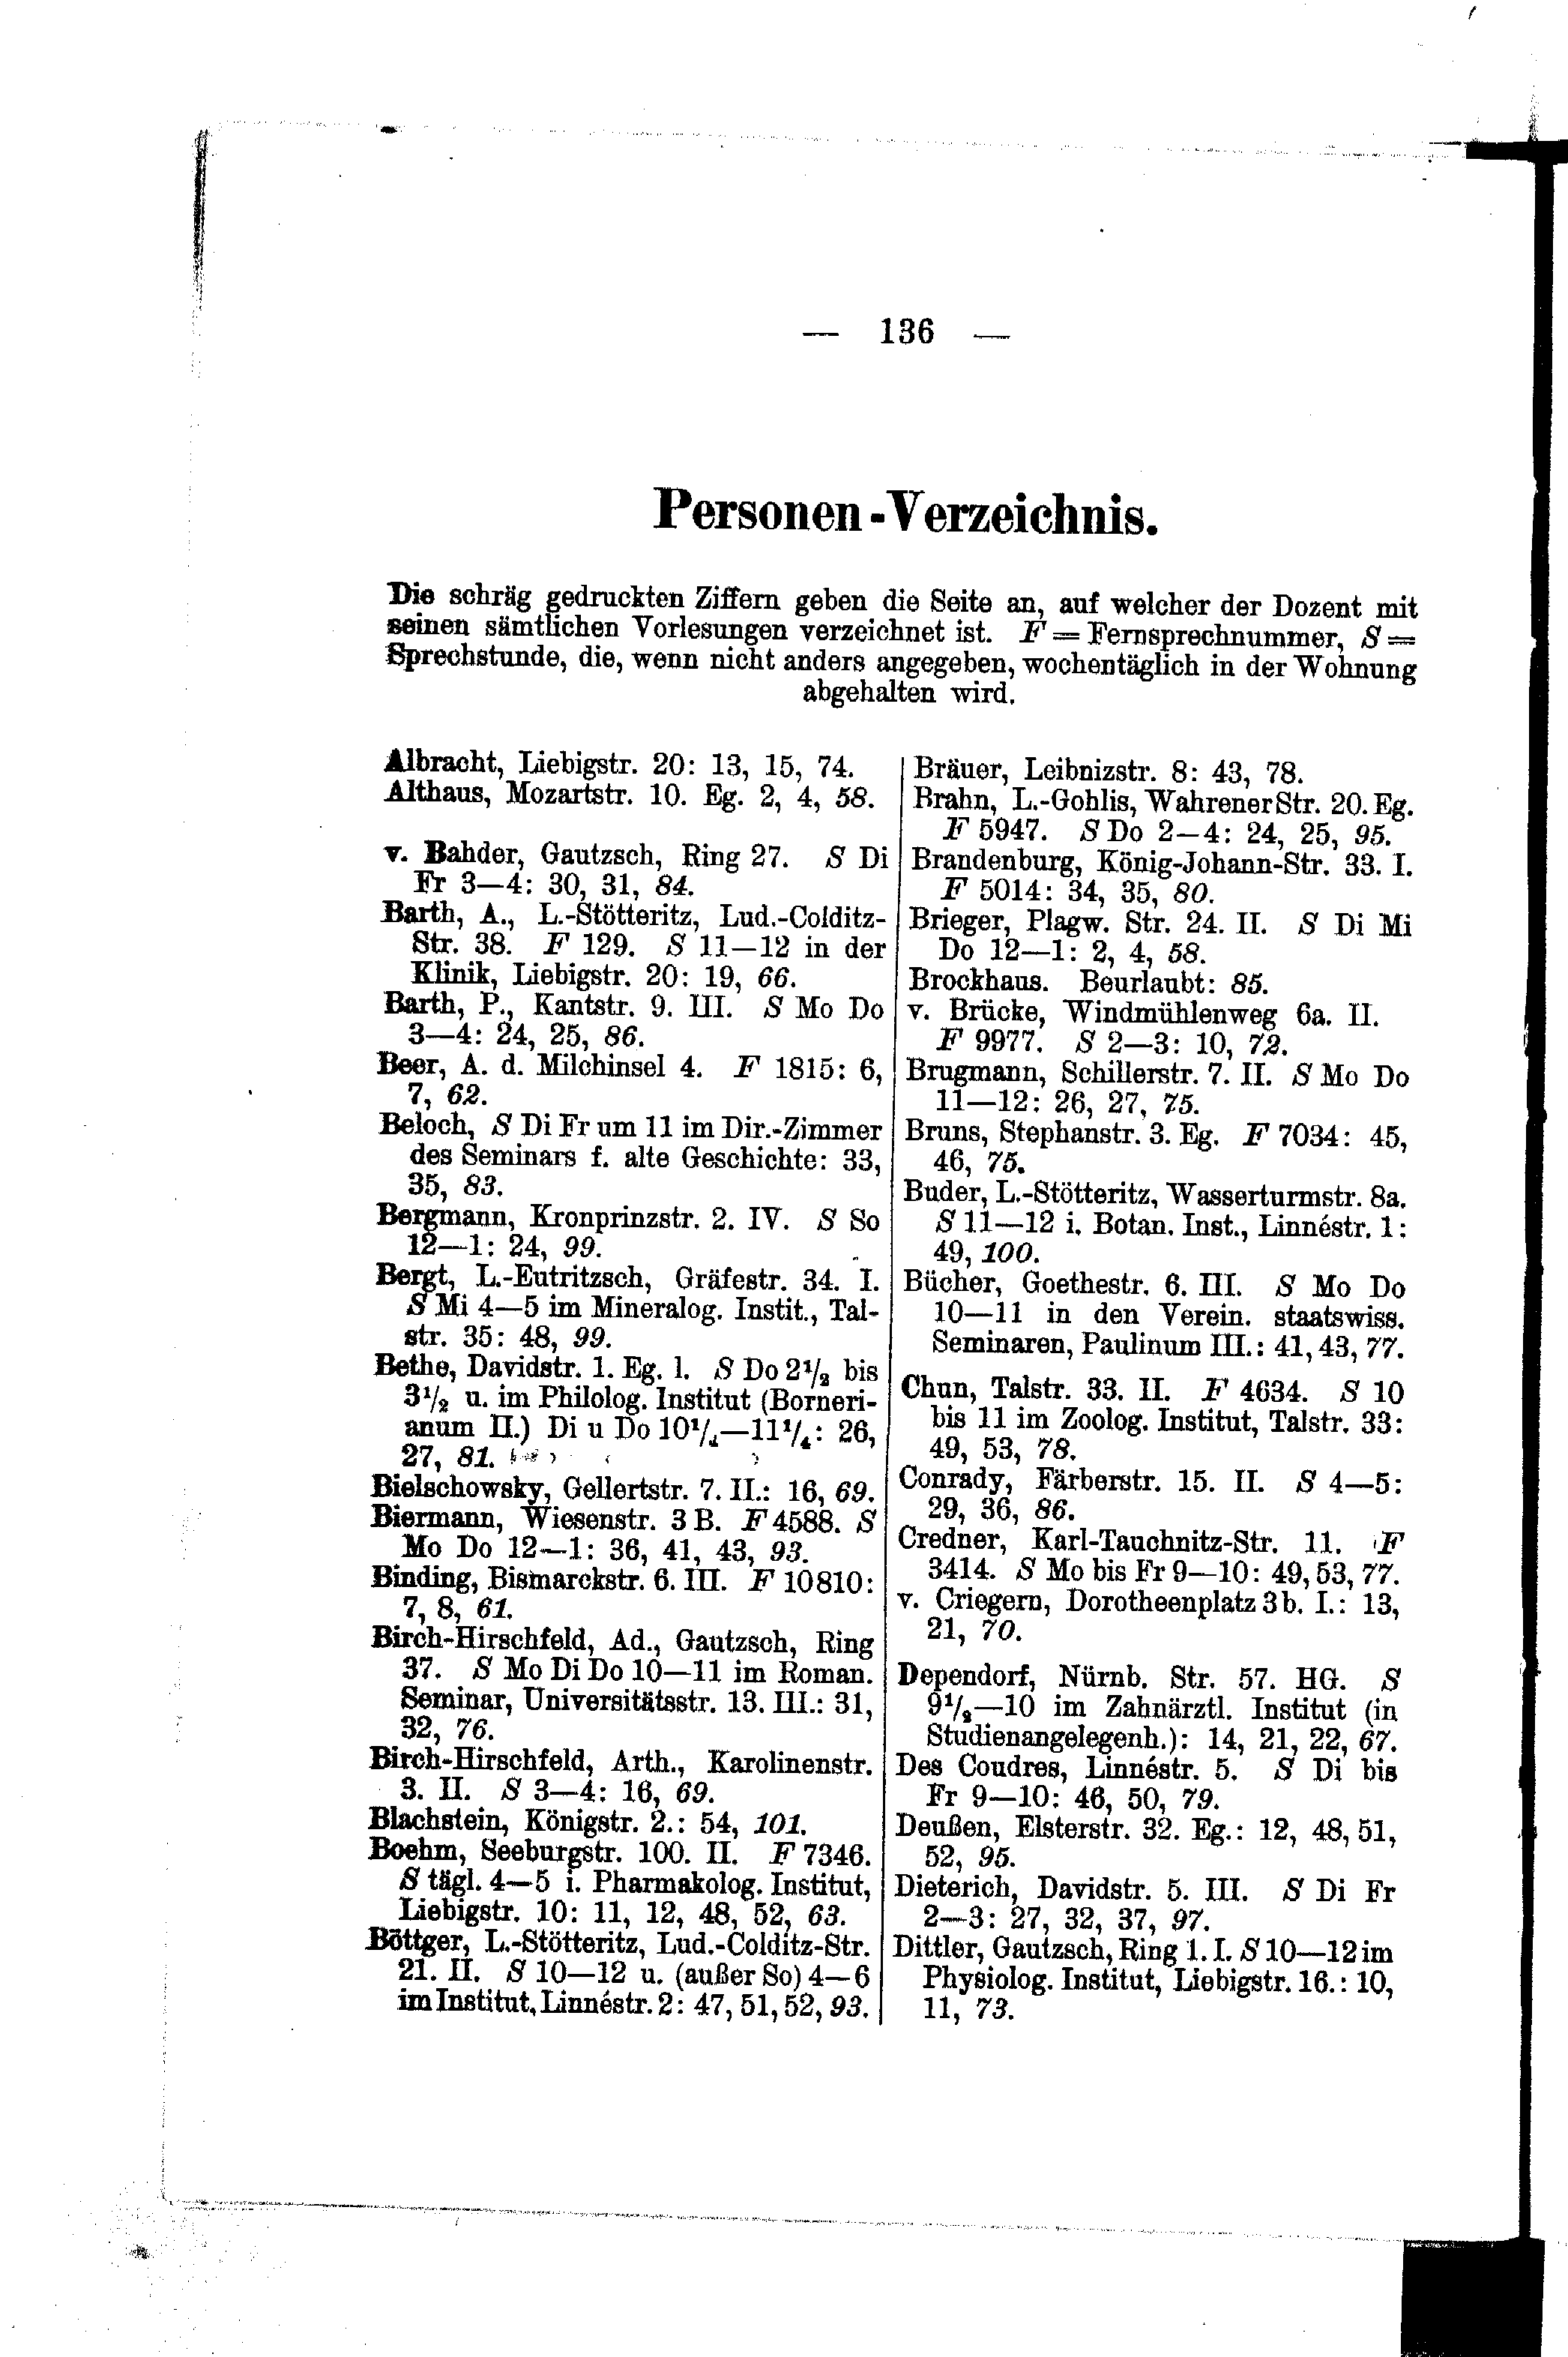 — 136 —
Personen-Verzeichnis.
Die schräg gedruckten Ziffern geben die Seite an, auf welcher der Dozent mit
seinen sämtlichen Vorlesungen verzeichnet ist. F = Fernsprechnummer, S =
Sprechstunde, die, wenn nicht anders angegeben, wochentäglich in der Wohnung
abgehalten wird.
Albracht, Liebigstr. 20: 13, 15, 74.
Althaus, Mozartstr. 10. Eg. 2, 4, 58.
v. Bahder, Gautzsch, Ring 27. S Di
Fr 3—4: 30, 31, 84.
Barth, A., L.-Stötteritz, Lud.-Colditz-
Str. 38. F 129. S 11—12 in der
Klinik, Liebigstr. 20: 19, 66.
Barth, P., Kantstr. 9. III. S Mo Do
3—4: 24, 25, 86.
Beer, A. d. Milchinsel 4. F 1815: 6,
7, 62.
Beloch, S Di Fr um 11 im Dir.-Zimmer
des Seminars f. alte Geschichte: 33,
35, 83.
Bergmann, Kronprinzstr. 2. IV. S So
12—1: 24, 99.
Bergt, L.-Eutritzsch, Gräfestr. 34. I.
S Mi 4—5 im Mineralog. Instit., Tal-
str. 35: 48, 99.
Bethe, Davidstr. 1. Eg. l. S Do 2½ bis
3½ u. im Philolog. Institut (Borneri-
anum II.) Di u Do 10¼—11¼: 26,
27, 81.
Bielschowsky, Gellertstr. 7. II.: 16, 69.
Biermann, Wiesenstr. 3 B. F 4588. S
Mo Do 12—1: 36, 41, 43, 93.
Binding, Bismarckstr. 6. III. F 10810:
7, 8, 61.
Birch-Hirschfeld, Ad., Gautzsch, Ring
37. S Mo Di Do 10—11 im Roman.
Seminar, Universitätsstr. 13. III.: 31,
32, 76.
Birch-Hirschfeld, Arth., Karolinenstr.
3. II. S 3—4: 16, 69.
Blachstein, Königstr. 2.: 54, 101.
Boehm, Seeburgstr. 100. II. F 7346.
S tägl. 4—5 i. Pharmakolog. Institut,
Liebigstr. 10: 11, 12, 48, 52, 63.
Böttger, L.-Stötteritz, Lud.-Colditz-Str.
21. II. S 10—12 u. (außer So) 4—6
im Institut, Linnéstr. 2: 47, 51, 52, 93.
Bräuer, Leibnizstr. 8: 43, 78.
Brahn, L.-Gohlis, Wahrener Str. 20. Eg.
F 5947. S Do 2—4: 24, 25, 95.
Brandenburg, König-Johann-Str. 33. I.
F 5014: 34, 35, 80.
Brieger, Plagw. Str. 24. II. S Di Mi
Do 12—1: 2, 4, 58.
Brockhaus. Beurlaubt: 85.
v. Brücke, Windmühlenweg 6a. II.
F 9977. S 2—3: 10, 72.
Brugmann, Schillerstr. 7. II. S Mo Do
11—12: 26, 27, 75.
Bruns, Stephanstr. 3. Eg. F 7034: 45,
46, 75.
Buder, L.-Stötteritz, Wasserturmstr. 8a.
S 11—12 i. Botan. Inst., Linnéstr. 1:
49, 100.
Bücher, Goethestr. 6. III. S Mo Do
10—11 in den Verein. staatswiss.
Seminaren, Paulinum III.: 41, 43, 77.
Chun, Talstr. 33. II. F 4634. S 10
bis 11 im Zoolog. Institut, Talstr. 33:
49, 53, 78.
Conrady, Färberstr. 15. II. S 4—5:
29, 36, 86.
Credner, Karl-Tauchnitz-Str. 11. F
3414. S Mo bis Fr 9—10: 49, 53, 77.
v. Criegern, Dorotheenplatz 3 b. I.: 13,
21, 70.
Dependorf, Nürnb. Str. 57. HG. S
9½—10 im Zahnärztl. Institut (in
Studienangelegenh.): 14, 21, 22, 67.
Des Coudres, Linnéstr. 5. S Di bis
Fr 9—10: 46, 50, 79.
Deußen, Elsterstr. 32. Eg.: 12, 48, 51,
52, 95.
Dieterich, Davidstr. 5. III. S Di Fr
2—3: 27, 32, 37, 97.
Dittler, Gautzsch, Ring 1. I. S 10—12 im
Physiolog. Institut, Liebigstr. 16.: 10,
11, 73.